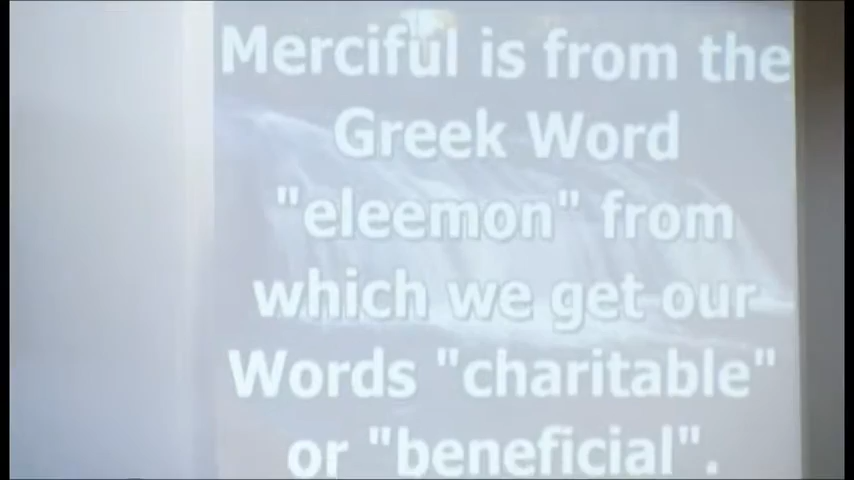 Merciful is from the
Greek Word
"eleemon" from
which we get our
Words "charitable"
or "beneficial".